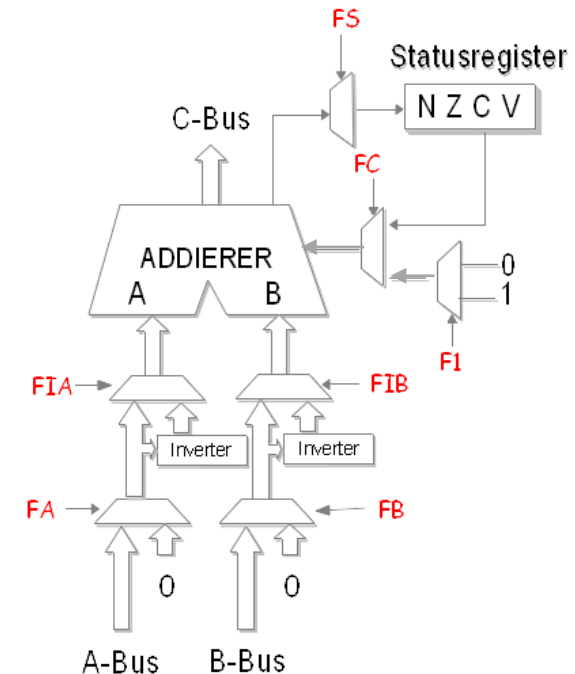 FS
Statusregister
N Z C V
C-Bus
FC
ADDIERER
A B
0
1
F1
FIA
FIB
Inverter
Inverter
FA
FB
0
0
A-Bus
B-Bus